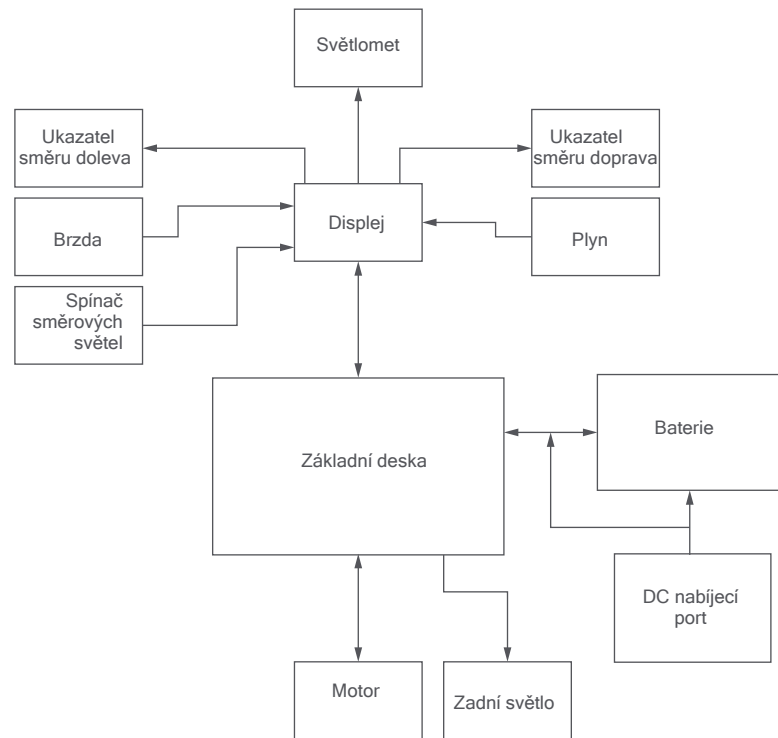 Světlomet
Ukazatel
směru doleva
Ukazatel
směru doprava
Brzda
Displej
Plyn
Spínač
směrových
světel
Základní deska
Baterie
DC nabíjecí
port
Motor
Zadní světlo